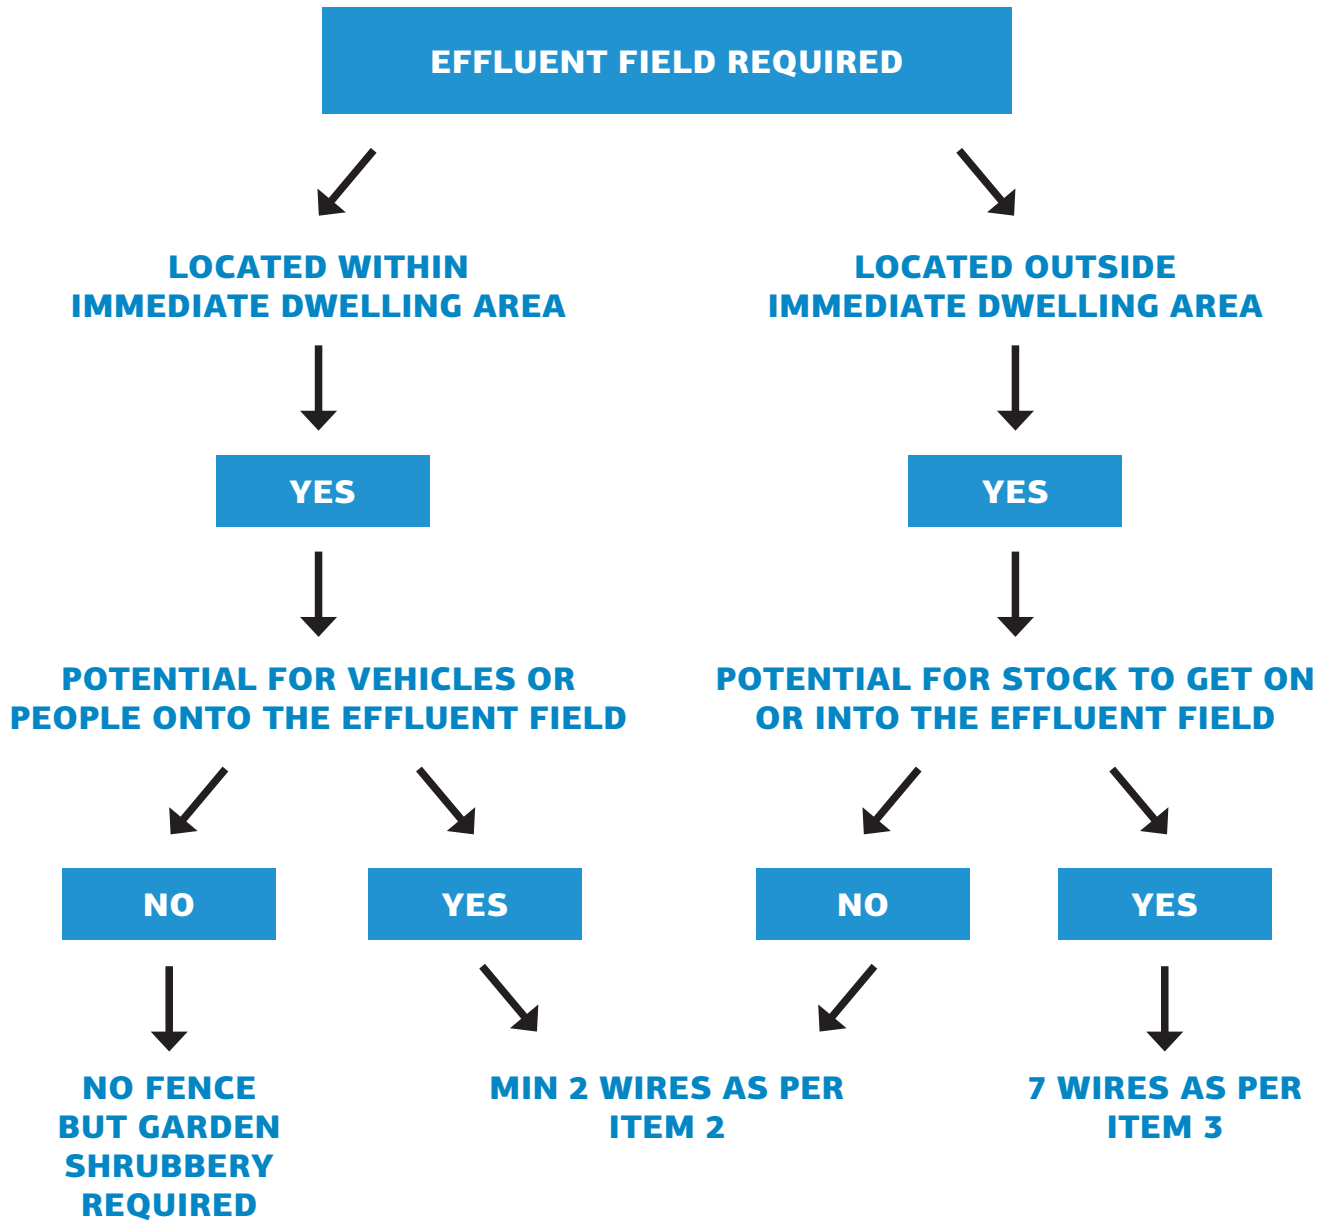 EFFLUENT FIELD REQUIRED
LOCATED WITHIN
IMMEDIATE DWELLING AREA
LOCATED OUTSIDE
IMMEDIATE DWELLING AREA
YES
YES
POTENTIAL FOR VEHICLES OR
PEOPLE ONTO THE EFFLUENT FIELD
POTENTIAL FOR STOCK TO GET ON
OR INTO THE EFFLUENT FIELD
NO
YES
NO
YES
NO FENCE
BUT GARDEN
SHRUBBERY
REQUIRED
MIN 2 WIRES AS PER
ITEM 2
7 WIRES AS PER
ITEM 3